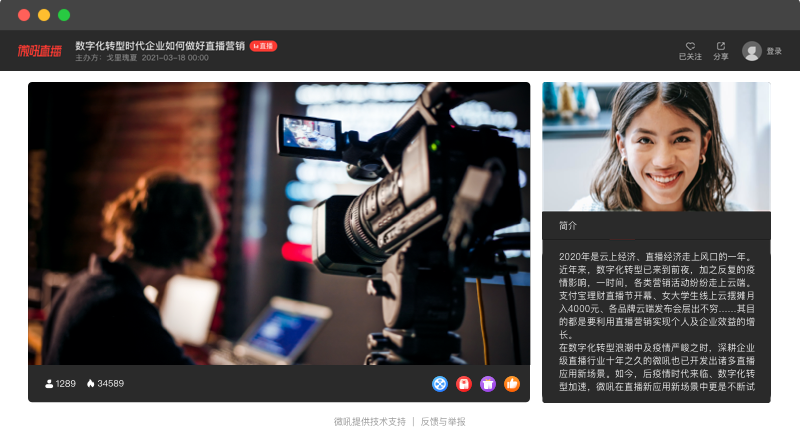 微吼直播
数字化转型时代企业如何做好直播营销 直播
主办方：戈里瑰夏 2021-03-18 00:00
已关注
分享
登录
简介
2020年是云上经济、直播经济走上风口的一年。
近年来，数字化转型已来到前夜，加之反复的疫
情影响，一时间，各类营销活动纷纷走上云端。
支付宝理财直播节开幕、女大学生线上云摆摊月
入4000元、各品牌云端发布会层出不穷……其目
的都是要利用直播营销实现个人及企业效益的增
长。
在数字化转型浪潮中及疫情严峻之时，深耕企业
级直播行业十年之久的微吼也已开发出诸多直播
应用新场景。如今，后疫情时代来临、数字化转
型加速，微吼在直播新应用新场景中更是不断试
1289
34589
微吼提供技术支持 | 反馈与举报